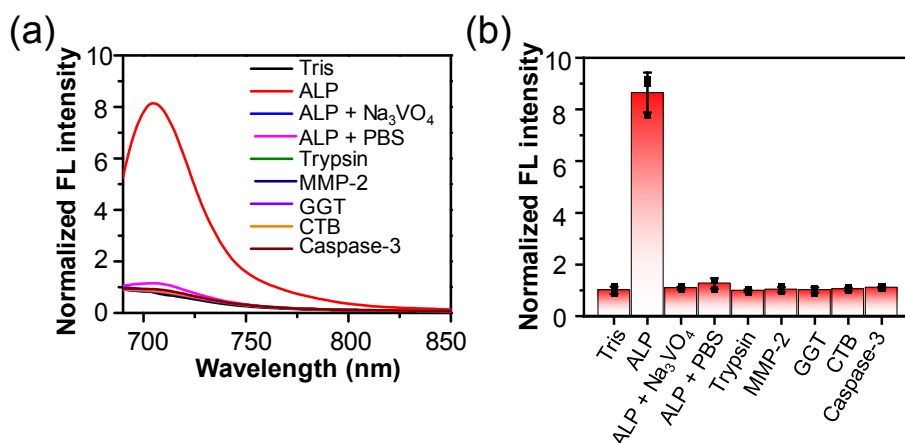 (a)
Normalized FL intensity
10
8
6
4
2
0
Tris
ALP
ALP + Na₃VO₄
ALP + PBS
Trypsin
MMP-2
GGT
CTB
Caspase-3
700
750
800
850
Wavelength (nm)
(b)
Normalized FL intensity
10
8
6
4
2
0
Tris
ALP
ALP + Na₃VO₄
ALP + PBS
Trypsin
MMP-2
GGT
CTB
Caspase-3